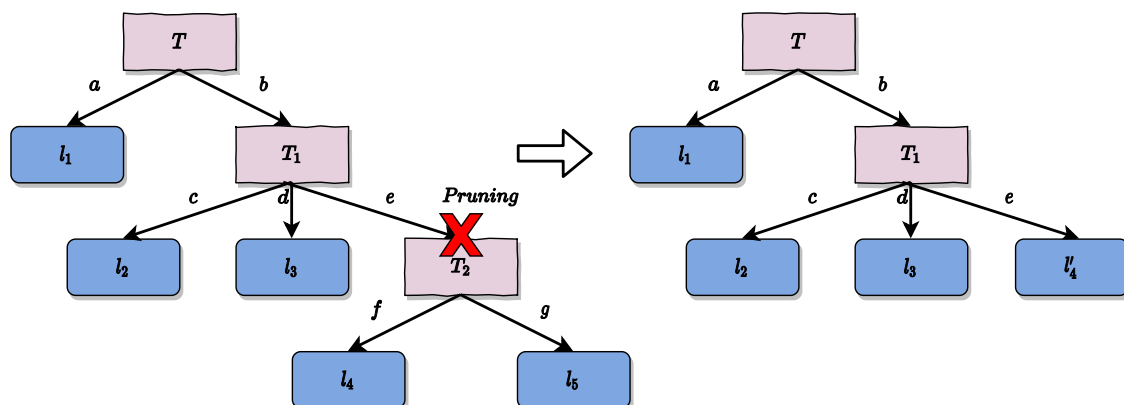 T T
a b a b
l₁ T₁ l₁ T₁
c d e Pruning c d e
l₂ l₃ T₂ l₂ l₃ l′₄
f g
l₄ l₅